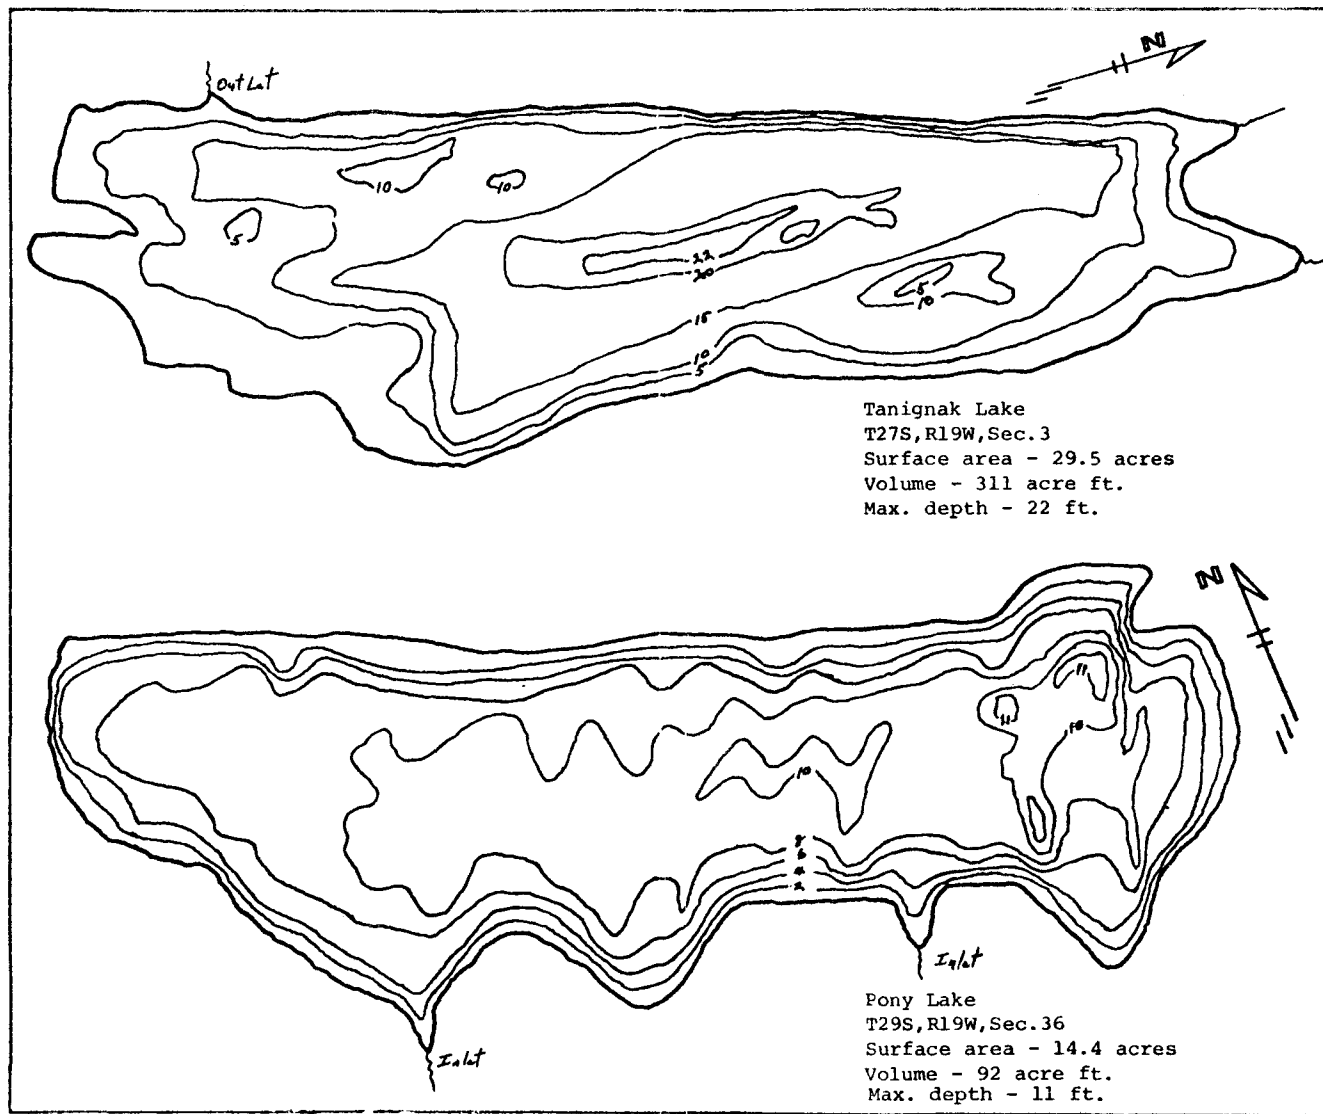 N
Outlet
10
10
5
22
20
5
10
15
10
5
Tanignak Lake
T27S,R19W,Sec.3
Surface area - 29.5 acres
Volume - 311 acre ft.
Max. depth - 22 ft.
N
11
11
10
10
8
6
4
2
Inlet
Inlet
Pony Lake
T29S,R19W,Sec.36
Surface area - 14.4 acres
Volume - 92 acre ft.
Max. depth - 11 ft.